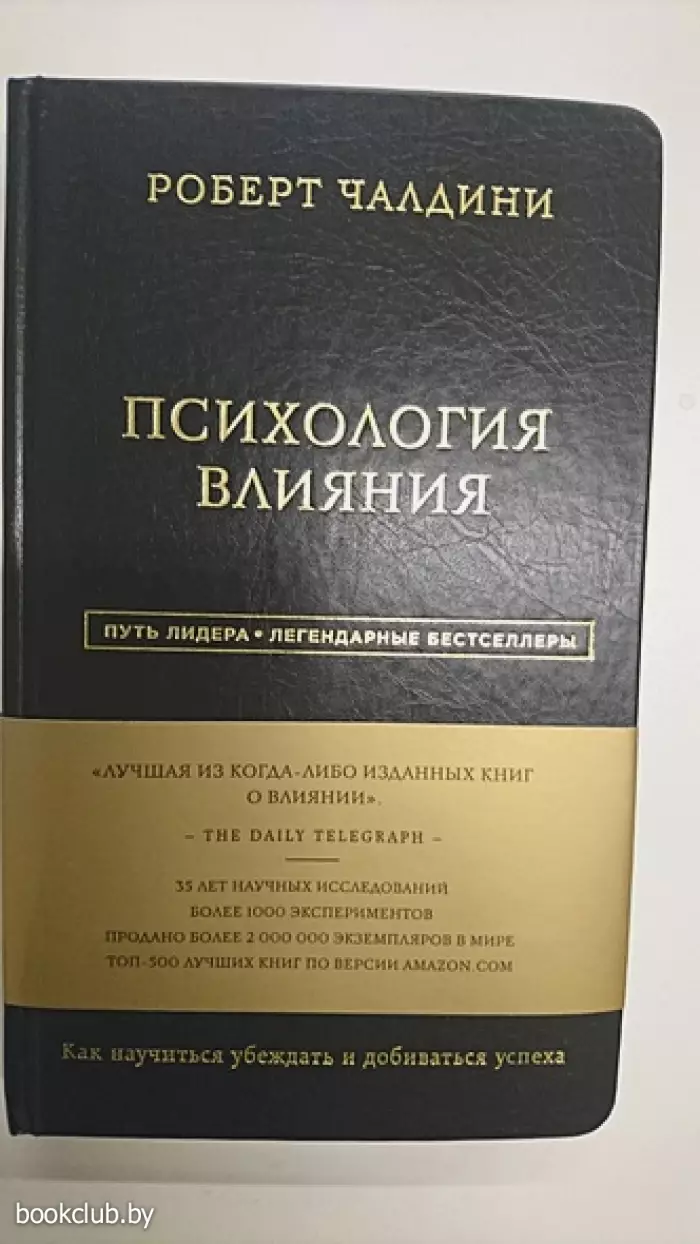 РОБЕРТ ЧАЛДИНИ
ПСИХОЛОГИЯ
ВЛИЯНИЯ
ПУТЬ ЛИДЕРА • ЛЕГЕНДАРНЫЕ БЕСТСЕЛЛЕРЫ
«ЛУЧШАЯ ИЗ КОГДА-ЛИБО ИЗДАННЫХ КНИГ
О ВЛИЯНИИ».
– THE DAILY TELEGRAPH –
35 ЛЕТ НАУЧНЫХ ИССЛЕДОВАНИЙ
БОЛЕЕ 1000 ЭКСПЕРИМЕНТОВ
ПРОДАНО БОЛЕЕ 2 000 000 ЭКЗЕМПЛЯРОВ В МИРЕ
ТОП-500 ЛУЧШИХ КНИГ ПО ВЕРСИИ AMAZON.COM
Как научиться убеждать и добиваться успеха
bookclub.by